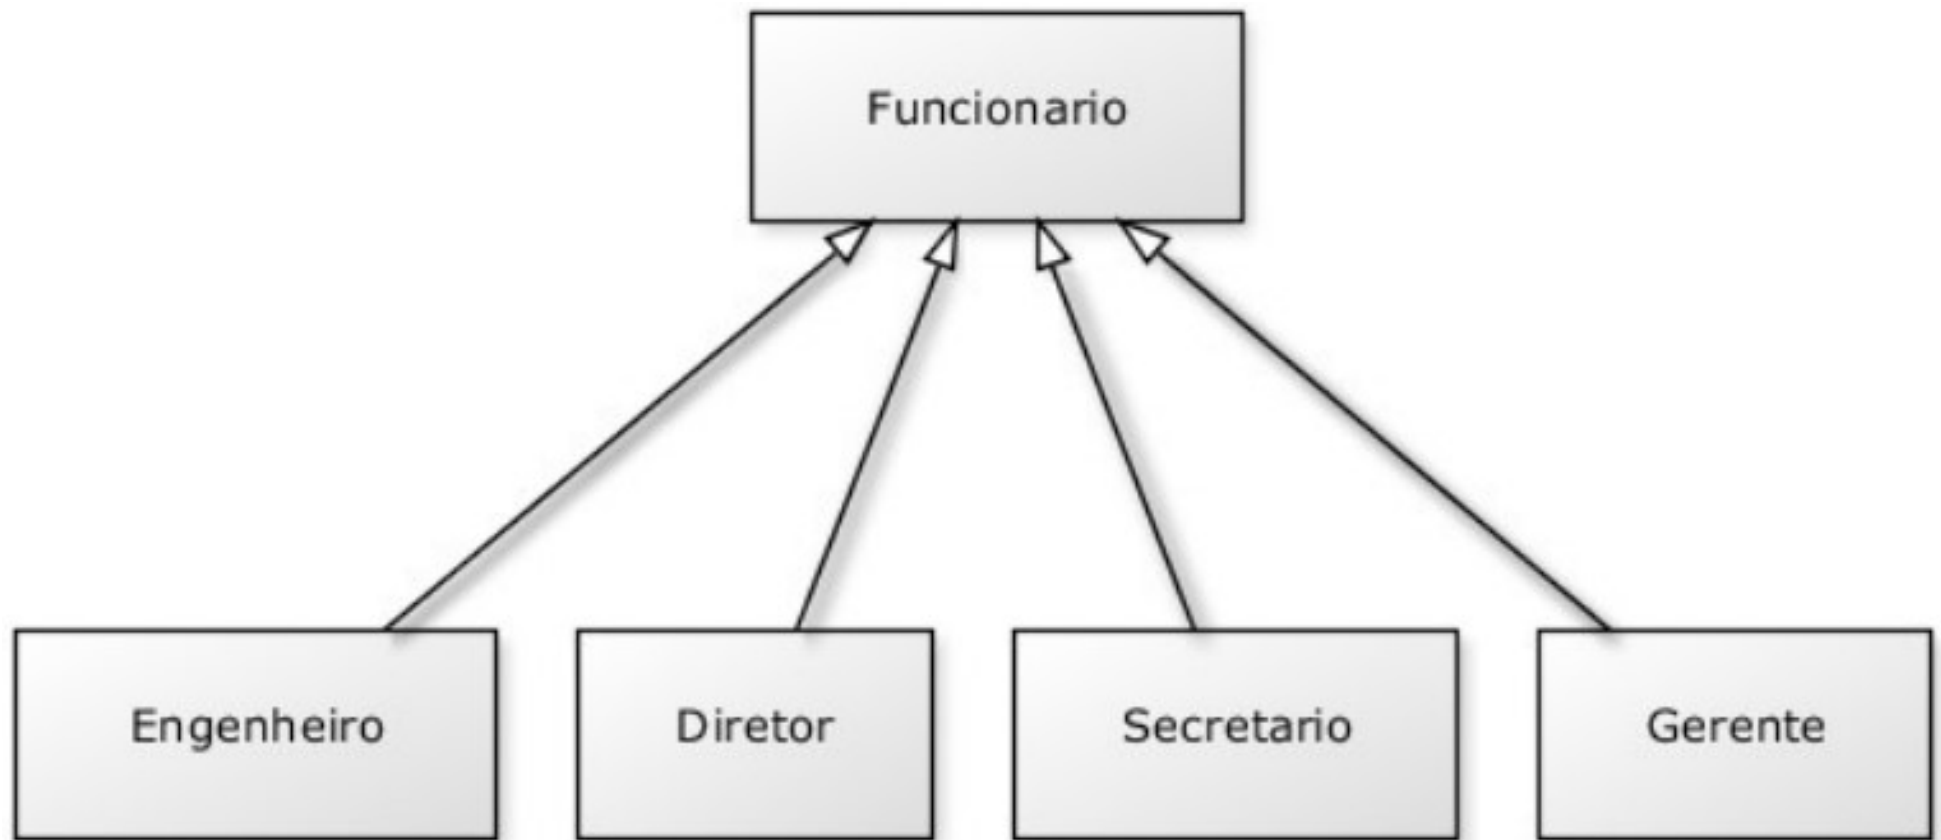 Funcionario
Engenheiro
Diretor
Secretario
Gerente